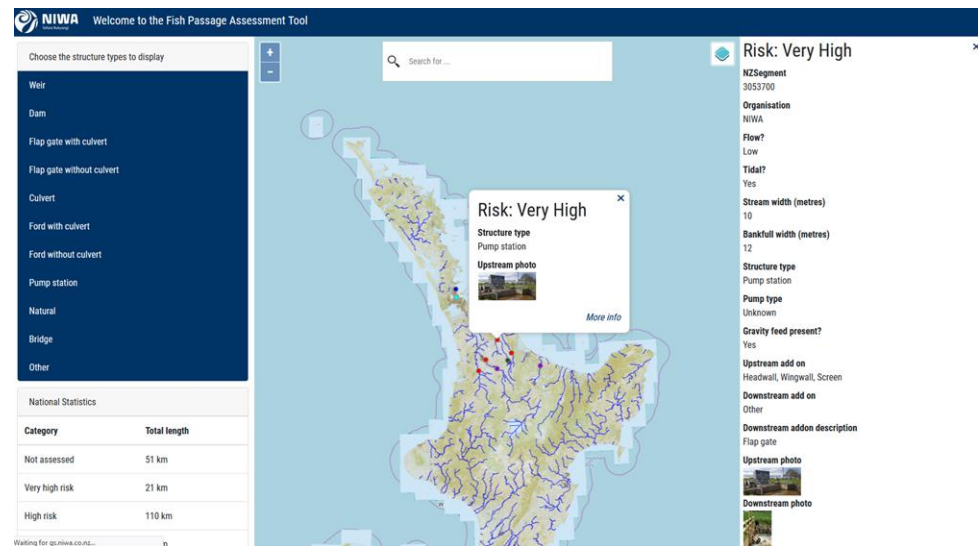 NIWA
Welcome to the Fish Passage Assessment Tool
Choose the structure types to display
Weir
Dam
Flap gate with culvert
Flap gate without culvert
Culvert
Ford with culvert
Ford without culvert
Pump station
Natural
Bridge
Other
National Statistics
Category Total length
Not assessed 51 km
Very high risk 21 km
High risk 110 km
Waiting for gs.niwa.co.nz...
+
-
Search for ...
Risk: Very High
×
Structure type
Pump station
Upstream photo
More info
Risk: Very High
×
NZSegment
3053700
Organisation
NIWA
Flow?
Low
Tidal?
Yes
Stream width (metres)
10
Bankfull width (metres)
12
Structure type
Pump station
Pump type
Unknown
Gravity feed present?
Yes
Upstream add on
Headwall, Wingwall, Screen
Downstream add on
Other
Downstream addon description
Flap gate
Upstream photo
Downstream photo